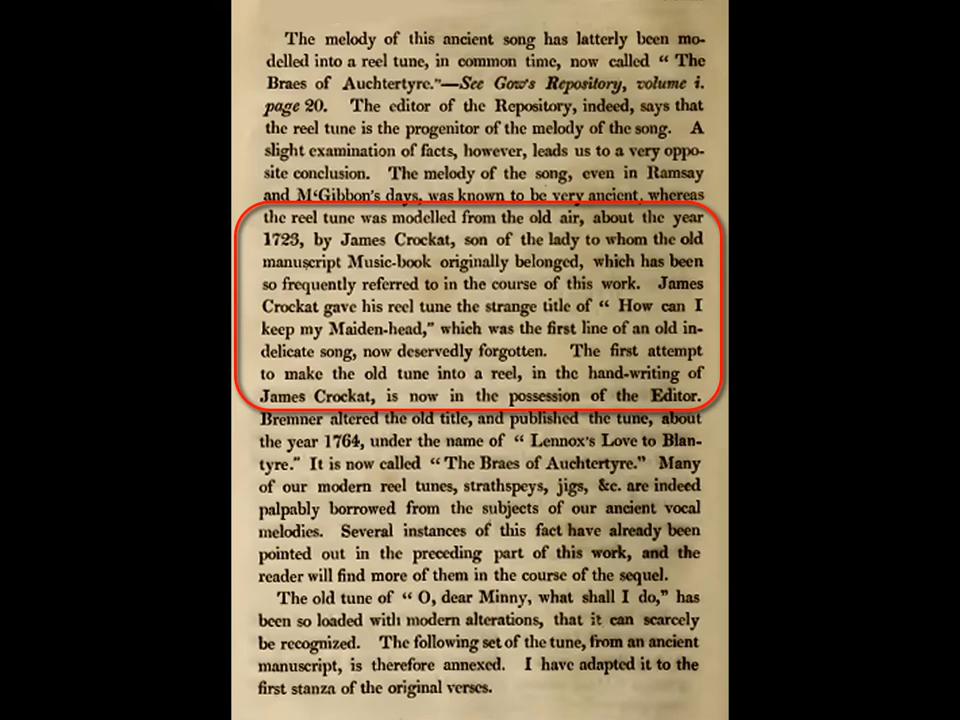 The melody of this ancient song has latterly been mo-
delled into a reel tune, in common time, now called “ The
Braes of Auchtertyre.”—See Gow's Repository, volume i.
page 20. The editor of the Repository, indeed, says that
the reel tune is the progenitor of the melody of the song. A
slight examination of facts, however, leads us to a very oppo-
site conclusion. The melody of the song, even in Ramsay
and M‘Gibbon's days, was known to be very ancient, whereas
the reel tune was modelled from the old air, about the year
1723, by James Crockat, son of the lady to whom the old
manuscript Music-book originally belonged, which has been
so frequently referred to in the course of this work. James
Crockat gave his reel tune the strange title of “ How can I
keep my Maiden-head,” which was the first line of an old in-
delicate song, now deservedly forgotten. The first attempt
to make the old tune into a reel, in the hand-writing of
James Crockat, is now in the possession of the Editor.
Bremner altered the old title, and published the tune, about
the year 1764, under the name of “ Lennox's Love to Blan-
tyre.” It is now called “ The Braes of Auchtertyre.” Many
of our modern reel tunes, strathspeys, jigs, &c. are indeed
palpably borrowed from the subjects of our ancient vocal
melodies. Several instances of this fact have already been
pointed out in the preceding part of this work, and the
reader will find more of them in the course of the sequel.
The old tune of “ O, dear Minny, what shall I do,” has
been so loaded with modern alterations, that it can scarcely
be recognized. The following set of the tune, from an ancient
manuscript, is therefore annexed. I have adapted it to the
first stanza of the original verses.